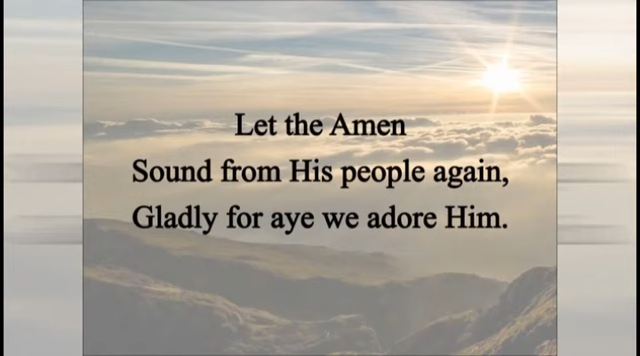 Let the Amen
Sound from His people again,
Gladly for aye we adore Him.